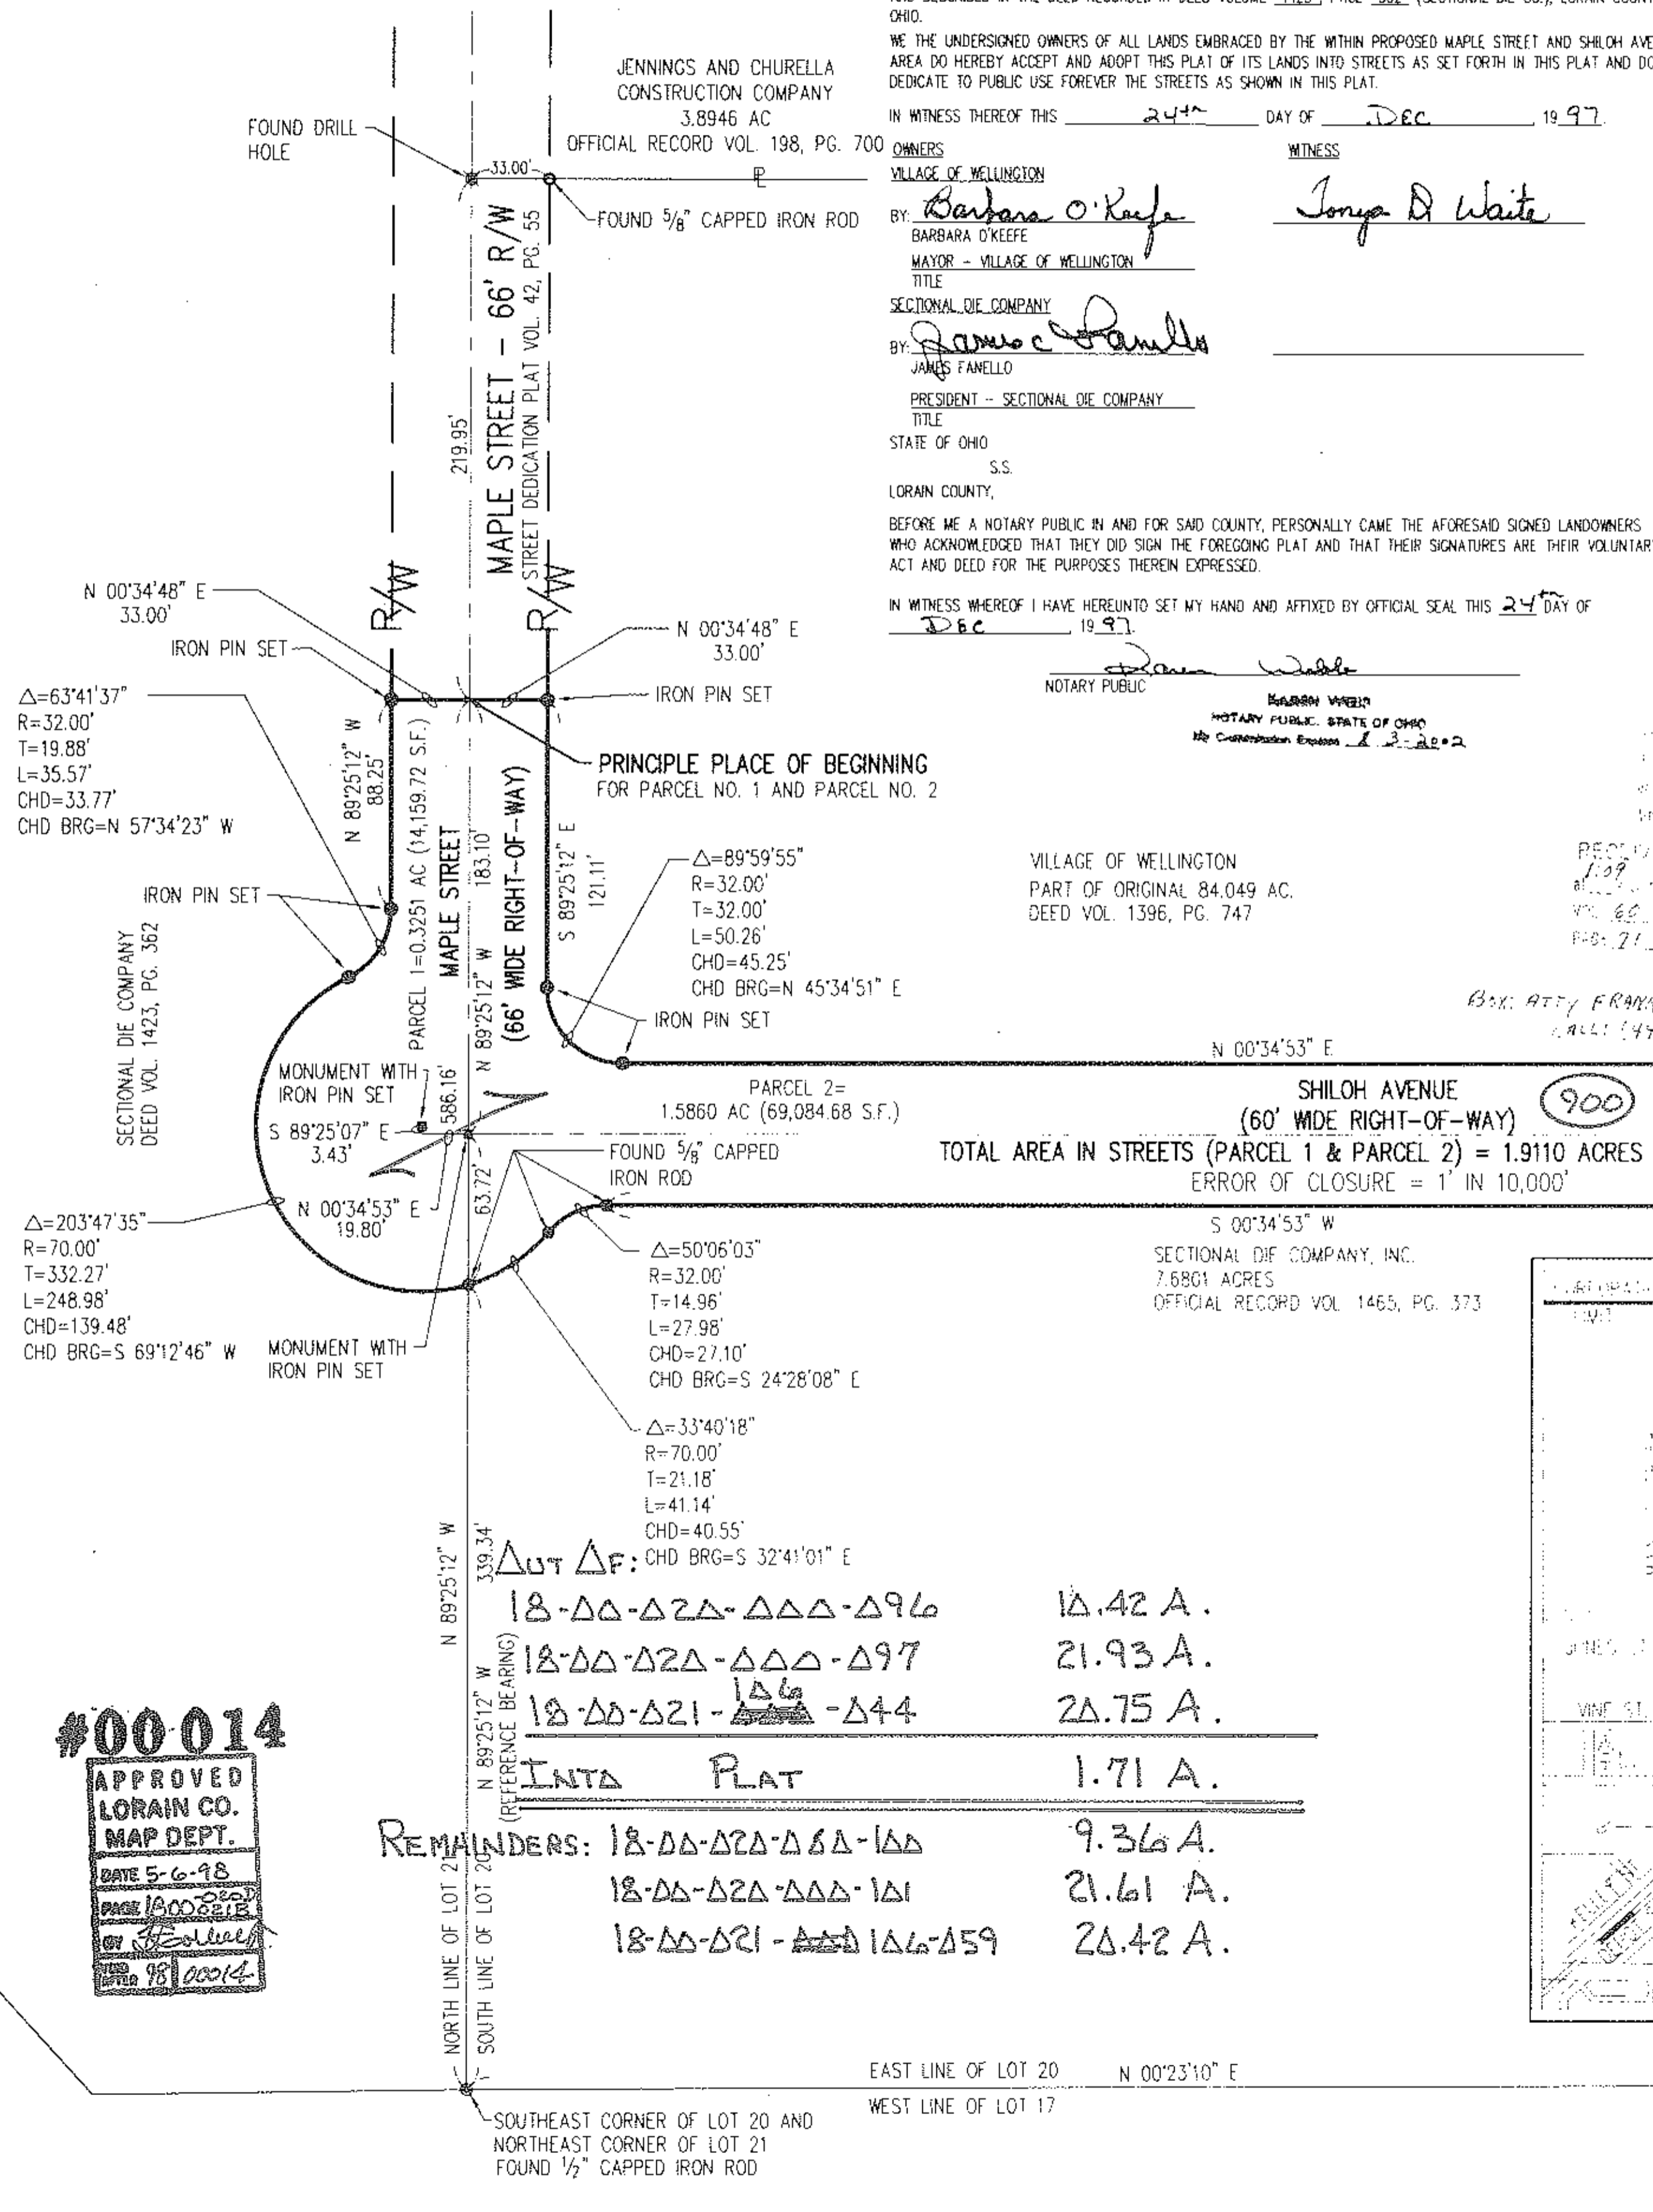 OHIO.
WE THE UNDERSIGNED OWNERS OF ALL LANDS EMBRACED BY THE WITHIN PROPOSED MAPLE STREET AND SHILOH AVE
AREA DO HEREBY ACCEPT AND ADOPT THIS PLAT OF ITS LANDS INTO STREETS AS SET FORTH IN THIS PLAT AND DO
DEDICATE TO PUBLIC USE FOREVER THE STREETS AS SHOWN IN THIS PLAT.
IN WITNESS THEREOF THIS 24th DAY OF DEC 1997.
OWNERS
WITNESS
VILLAGE OF WELLINGTON
BY: Barbara O'Keefe
Tonya D Waite
BARBARA O'KEEFE
MAYOR - VILLAGE OF WELLINGTON
TITLE
SECTIONAL DIE COMPANY
BY: James C Fanello
JAMES FANELLO
PRESIDENT -- SECTIONAL DIE COMPANY
TITLE
STATE OF OHIO
S.S.
LORAIN COUNTY,
BEFORE ME A NOTARY PUBLIC IN AND FOR SAID COUNTY, PERSONALLY CAME THE AFORESAID SIGNED LANDOWNERS
WHO ACKNOWLEDGED THAT THEY DID SIGN THE FOREGOING PLAT AND THAT THEIR SIGNATURES ARE THEIR VOLUNTAR
ACT AND DEED FOR THE PURPOSES THEREIN EXPRESSED.
IN WITNESS WHEREOF I HAVE HEREUNTO SET MY HAND AND AFFIXED BY OFFICIAL SEAL THIS 24th DAY OF
DEC, 1997.
Karen Webb
NOTARY PUBLIC
NOTARY PUBLIC. STATE OF OHIO
My Commission Expires 8-3-2002
JENNINGS AND CHURELLA
CONSTRUCTION COMPANY
3.8946 AC
OFFICIAL RECORD VOL. 198, PG. 700
FOUND DRILL
HOLE
33.00'
PL
FOUND 5/8" CAPPED IRON ROD
MAPLE STREET - 66' R/W
STREET DEDICATION PLAT VOL. 42, PG. 55
219.95'
R/W
R/W
N 00°34'48" E
33.00'
IRON PIN SET
N 00°34'48" E
33.00'
IRON PIN SET
Δ=63°41'37"
R=32.00'
T=19.88'
L=35.57'
CHD=33.77'
CHD BRG=N 57°34'23" W
N 89°25'12" W
88.25'
PRINCIPLE PLACE OF BEGINNING
FOR PARCEL NO. 1 AND PARCEL NO. 2
PARCEL 1=0.3251 AC (14,159.72 S.F.)
MAPLE STREET
(66' WIDE RIGHT-OF-WAY)
N 89°25'12" W 183.10'
S 89°25'12" E
121.11'
Δ=89°59'55"
R=32.00'
T=32.00'
L=50.26'
CHD=45.25'
CHD BRG=N 45°34'51" E
IRON PIN SET
IRON PIN SET
VILLAGE OF WELLINGTON
PART OF ORIGINAL 84.049 AC.
DEED VOL. 1396, PG. 747
SECTIONAL DIE COMPANY
DEED VOL. 1423, PG. 362
MONUMENT WITH
IRON PIN SET
586.16'
S 89°25'07" E
3.43'
N 00°34'53" E
19.80'
63.72'
N 00°34'53" E
PARCEL 2=
1.5860 AC (69,084.68 S.F.)
SHILOH AVENUE
(60' WIDE RIGHT-OF-WAY)
900
TOTAL AREA IN STREETS (PARCEL 1 & PARCEL 2) = 1.9110 ACRES
ERROR OF CLOSURE = 1' IN 10,000'
S 00°34'53" W
FOUND 5/8" CAPPED
IRON ROD
SECTIONAL DIE COMPANY, INC.
7.6801 ACRES
OFFICIAL RECORD VOL 1465, PG. 373
Δ=203°47'35"
R=70.00'
T=332.27'
L=248.98'
CHD=139.48'
CHD BRG=S 69°12'46" W
MONUMENT WITH
IRON PIN SET
Δ=50°06'03"
R=32.00'
T=14.96'
L=27.98'
CHD=27.10'
CHD BRG=S 24°28'08" E
Δ=33°40'18"
R=70.00'
T=21.18'
L=41.14'
CHD=40.55'
CHD BRG=S 32°41'01" E
N 89°25'12" W 339.34'
N 89°25'12" W
(REFERENCE BEARING)
OUT OF:
18-00-020-000-096 10.42 A.
18-00-020-000-097 21.93 A.
18-00-021-106-044 20.75 A.
INTO PLAT 1.71 A.
REMAINDERS: 18-00-020-000-100 9.36 A.
18-00-020-000-101 21.61 A.
18-00-021-106-059 20.42 A.
#00014
APPROVED
LORAIN CO.
MAP DEPT.
DATE 5-6-98
98 00014
NORTH LINE OF LOT 21
SOUTH LINE OF LOT 20
EAST LINE OF LOT 20 N 00°23'10" E
WEST LINE OF LOT 17
SOUTHEAST CORNER OF LOT 20 AND
NORTHEAST CORNER OF LOT 21
FOUND 1/2" CAPPED IRON ROD
VINE ST.